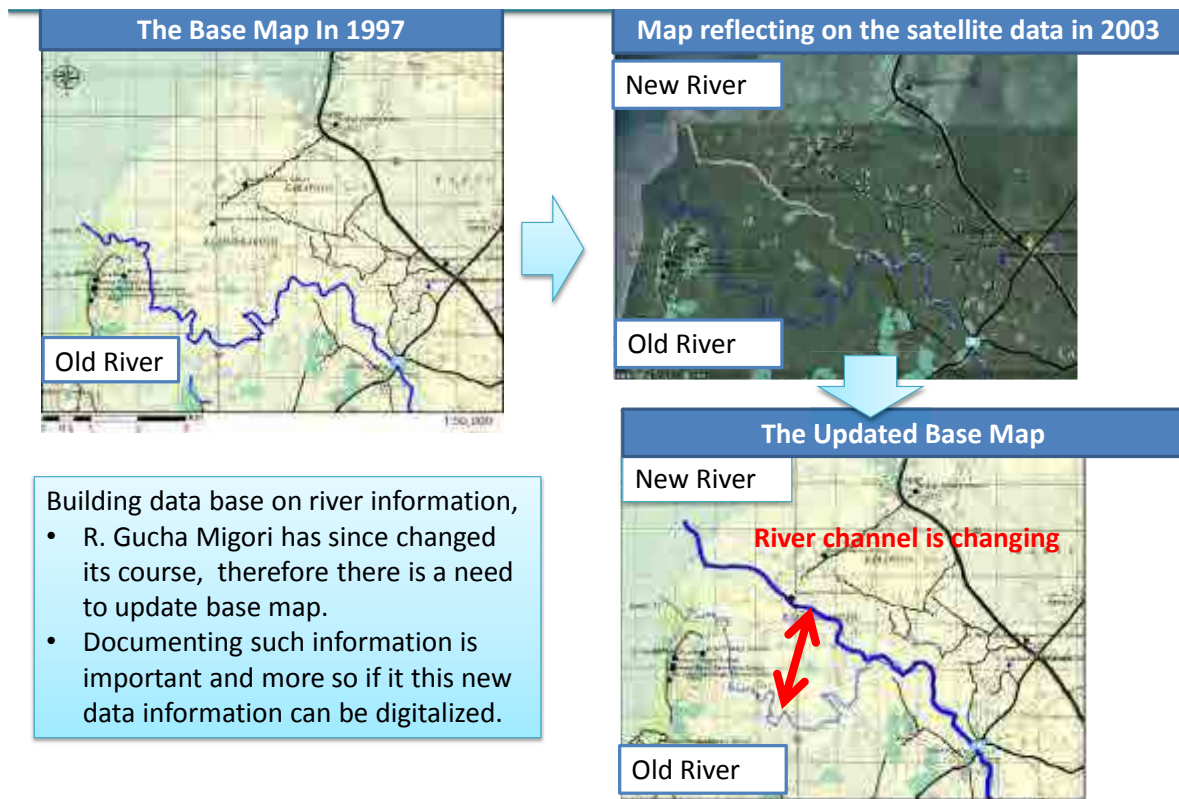 The Base Map In 1997
Old River
1:50,000
Map reflecting on the satellite data in 2003
New River
Old River
The Updated Base Map
New River
River channel is changing
Old River
Building data base on river information,
• R. Gucha Migori has since changed
its course, therefore there is a need
to update base map.
• Documenting such information is
important and more so if it this new
data information can be digitalized.